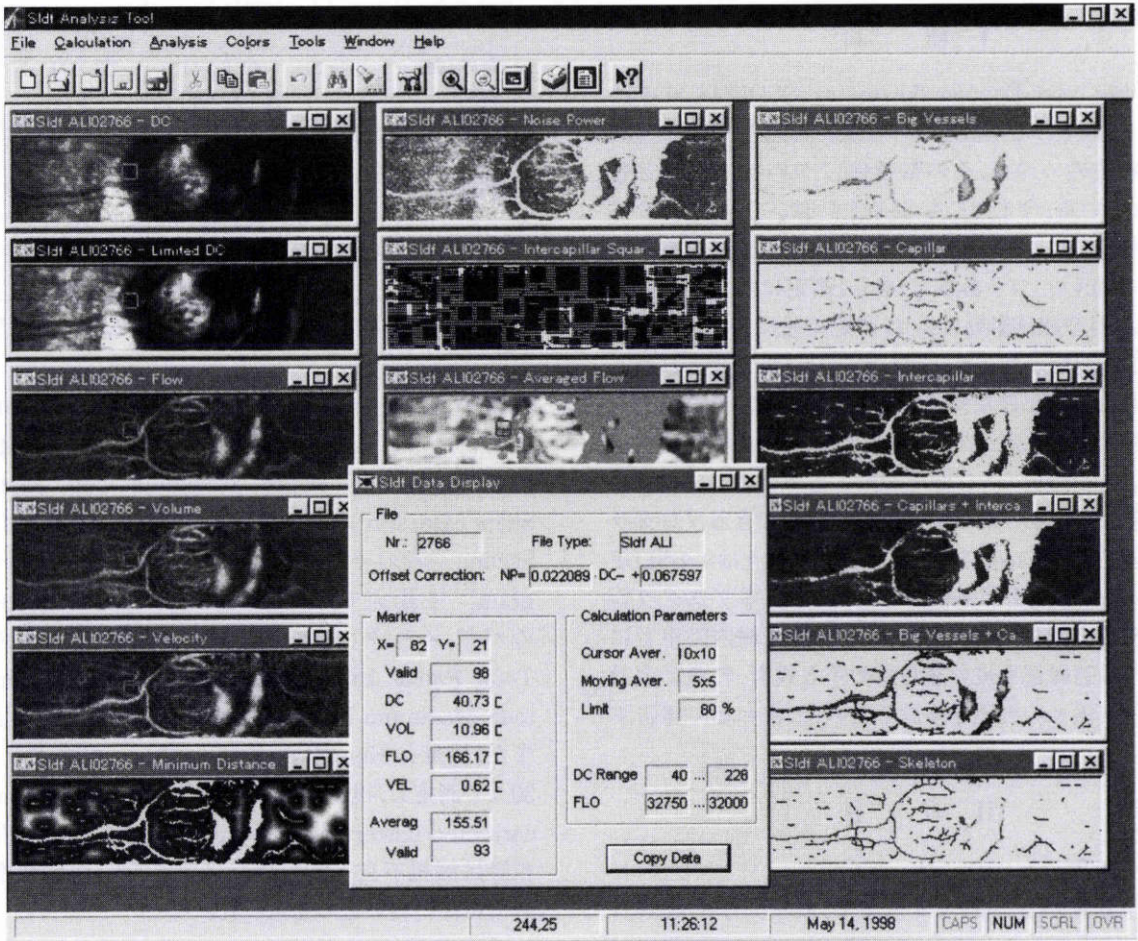 Sldf Analysis Tool
File Calculation Analysis Colors Tools Window Help
Sldf ALI02766 - DC
Sldf ALI02766 - Noise Power
Sldf ALI02766 - Big Vessels
Sldf ALI02766 - Limited DC
Sldf ALI02766 - Intercapillar Squar..
Sldf ALI02766 - Capillar
Sldf ALI02766 - Flow
Sldf ALI02766 - Averaged Flow
Sldf ALI02766 - Intercapillar
Sldf ALI02766 - Volume
Sldf ALI02766 - Capillars + Interca
Sldf ALI02766 - Velocity
Sldf ALI02766 - Big Vessels + Ca..
Sldf ALI02766 - Minimum Distance
Sldf ALI02766 - Skeleton
Sldf Data Display
File
Nr.: 2766 File Type: Sldf ALI
Offset Correction: NP= 0.022089 DC- +0.067597
Marker
X= 82 Y= 21
Valid 98
DC 40.73
VOL 10.96
FLO 166.17
VEL 0.62
Averag 155.51
Valid 93
Calculation Parameters
Cursor Aver. 10x10
Moving Aver. 5x5
Limit 80 %
DC Range 40 ... 228
FLO 32750 ... 32000
Copy Data
244,25 11:26:12 May 14, 1998 CAPS NUM SCRL OVR